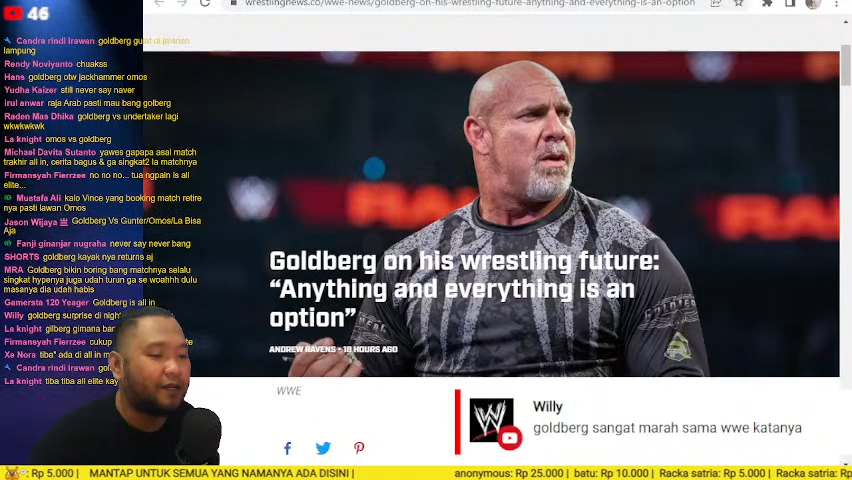 46
wrestlingnews.co/wwe-news/goldberg-on-his-wrestling-future-anything-and-everything-is-an-option
Candra rindi Irawan goldberg gulat di jalanan
lampung
Rendy Noviyanto chuakss
Hans goldberg otw jackhammer omos
Yudha Kaizer still never say naver
irul anwar raja Arab pasti mau bang golberg
Raden Mas Dhika goldberg vs undertaker lagi
wkwkwkwk
La knight omos vs goldberg
Michael Davita Sutanto yawes gapapa asal match
trakhir all in, cerita bagus & ga singkat2 la matchnya
Firmansyah Fierrzee no no no... tua ngpain is all
elite...
Mustafa Ali kalo Vince yang booking match retire
nya pasti lawan Omos
Jason Wijaya Goldberg Vs Gunter/Omos/La Bisa
Aja
Fanji ginanjar nugraha never say never bang
SHORTS goldberg kayak nya returns aj
MRA Goldberg bikin boring bang matchnya selalu
singkat hypenya juga udah turun ga se woahhh dulu
masanya dia udah habis
Gamersta 120 Yeager Goldberg is all in
Willy goldberg surprise di
La knight gilberg gimana
Firmansyah Fierrzee cukup
Xe Nora tiba" ada di all in
Candra rindi Irawan
La knight tiba tiba all elite
Goldberg on his wrestling future:
“Anything and everything is an
option”
ANDREW RAVENS - 18 HOURS AGO
WWE
Willy
goldberg sangat marah sama wwe katanya
: Rp 5.000 | MANTAP UNTUK SEMUA YANG NAMANYA ADA DISINI | anonymous: Rp 25.000 | batu: Rp 10.000 | Racka satria: Rp 5.000 | Racka satria: Rp